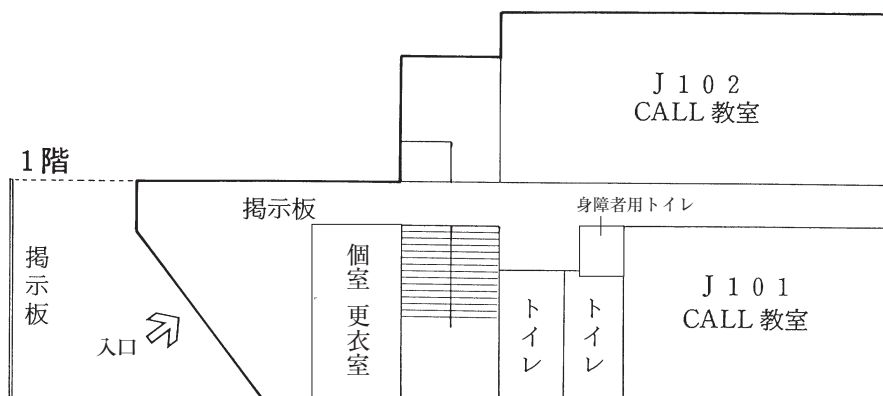 J102
CALL 教室
1階
掲示板
身障者用トイレ
掲示板
個室 更衣室
J101
CALL 教室
トイレ
トイレ
入口